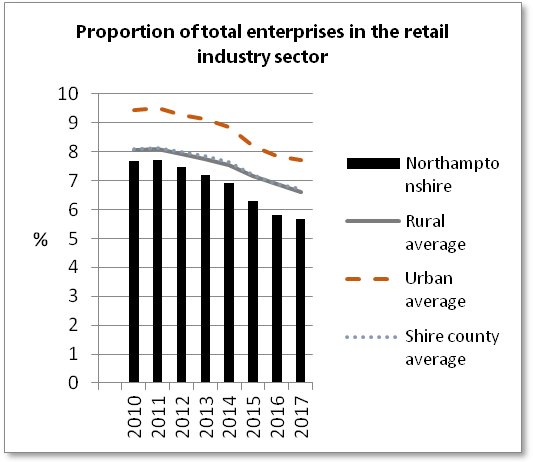 Proportion of total enterprises in the retail
industry sector
10
9
8
7
6
5
4
3
2
1
0
%
2010
2011
2012
2013
2014
2015
2016
2017
Northampto
nshire
Rural
average
Urban
average
Shire county
average